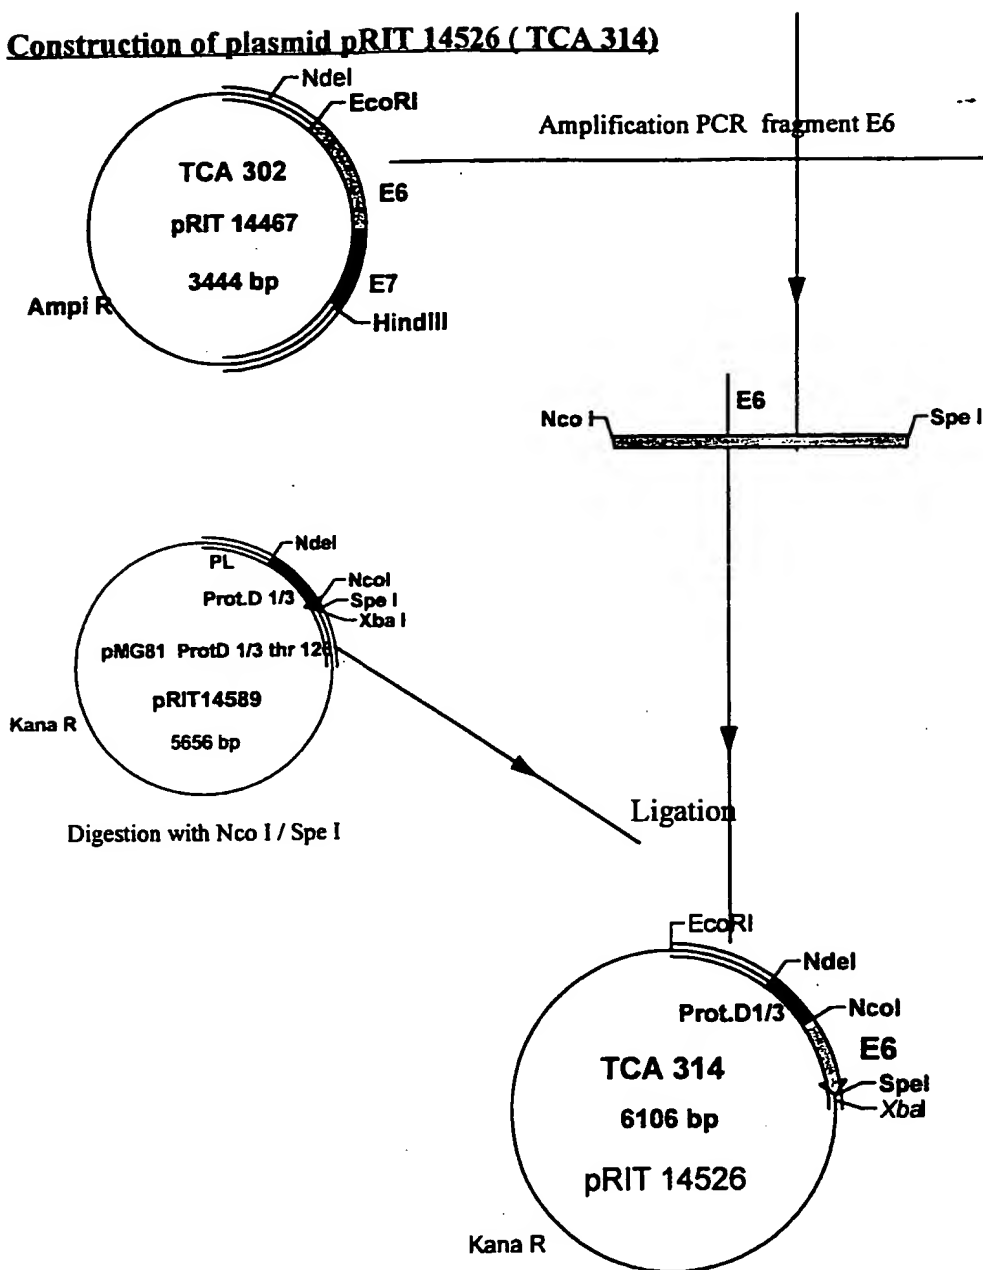 Construction of plasmid pRIT 14526 ( TCA 314)
NdeI
EcoRI
Amplification PCR fragment E6
TCA 302
E6
pRIT 14467
3444 bp
E7
Ampi R
HindIII
E6
Nco I
Spe I
NdeI
PL
NcoI
Prot.D 1/3
Spe I
Xba I
pMG81 ProtD 1/3 thr
pRIT14589
Kana R
5656 bp
Digestion with Nco I / Spe I
Ligation
EcoRI
NdeI
Prot.D1/3
NcoI
E6
TCA 314
SpeI
XbaI
6106 bp
pRIT 14526
Kana R